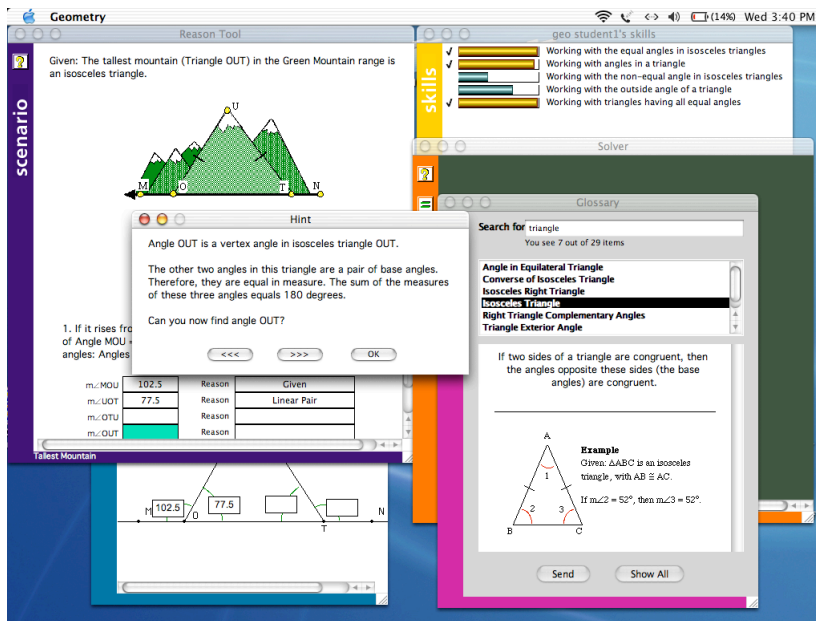 Geometry
(14%) Wed 3:40 PM
Reason Tool
scenario
Given: The tallest mountain (Triangle OUT) in the Green Mountain range is
an isosceles triangle.
U
M
O
T
N
1. If it rises fro
of Angle MOU =
angles: Angles
m∠MOU 102.5 Reason Given
m∠UOT 77.5 Reason Linear Pair
m∠OTU Reason
m∠OUT Reason
Tallest Mountain
geo student1's skills
skills
Working with the equal angles in isosceles triangles
Working with angles in a triangle
Working with the non-equal angle in isosceles triangles
Working with the outside angle of a triangle
Working with triangles having all equal angles
Solver
Hint
Angle OUT is a vertex angle in isosceles triangle OUT.
The other two angles in this triangle are a pair of base angles.
Therefore, they are equal in measure. The sum of the measures
of these three angles equals 180 degrees.
Can you now find angle OUT?
<<<
>>>
OK
Glossary
Search for triangle
You see 7 out of 29 items
Angle in Equilateral Triangle
Converse of Isosceles Triangle
Isosceles Right Triangle
Isosceles Triangle
Right Triangle Complementary Angles
Triangle Exterior Angle
If two sides of a triangle are congruent, then
the angles opposite these sides (the base
angles) are congruent.
A
1
2
3
B
C
Example
Given: ΔABC is an isosceles
triangle, with AB ≅ AC.
If m∠2 = 52°, then m∠3 = 52°.
Send
Show All
M
102.5
O
77.5
T
N